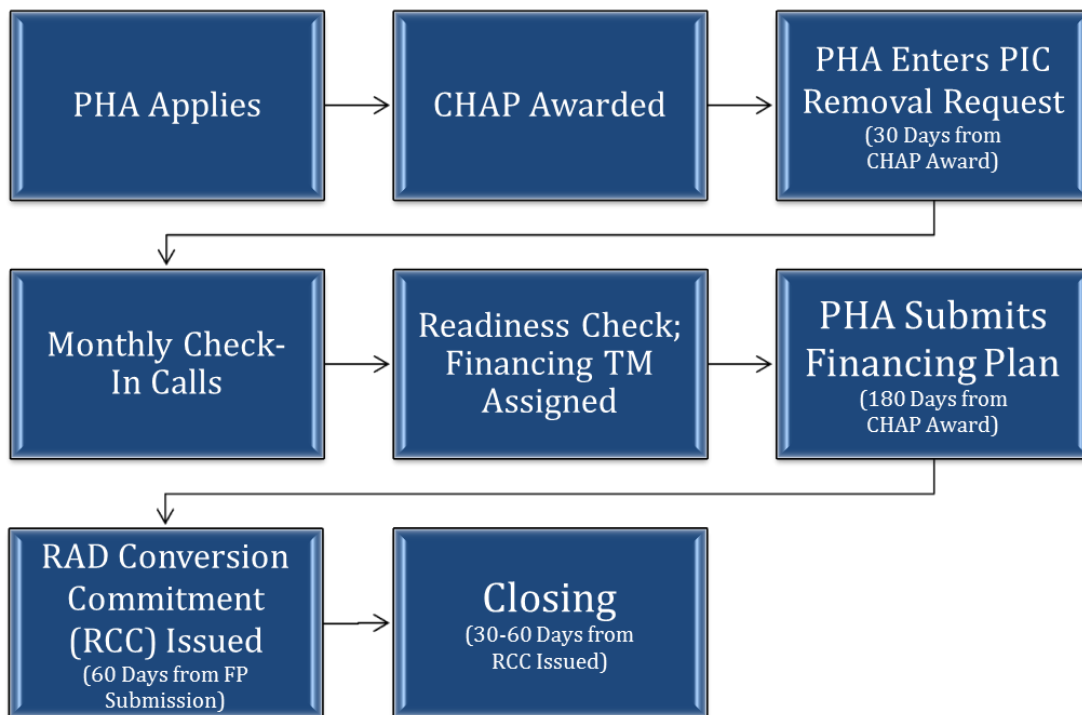 PHA Applies
CHAP Awarded
PHA Enters PIC
Removal Request
(30 Days from
CHAP Award)
Monthly Check-
In Calls
Readiness Check;
Financing TM
Assigned
PHA Submits
Financing Plan
(180 Days from
CHAP Award)
RAD Conversion
Commitment
(RCC) Issued
(60 Days from FP
Submission)
Closing
(30-60 Days from
RCC Issued)